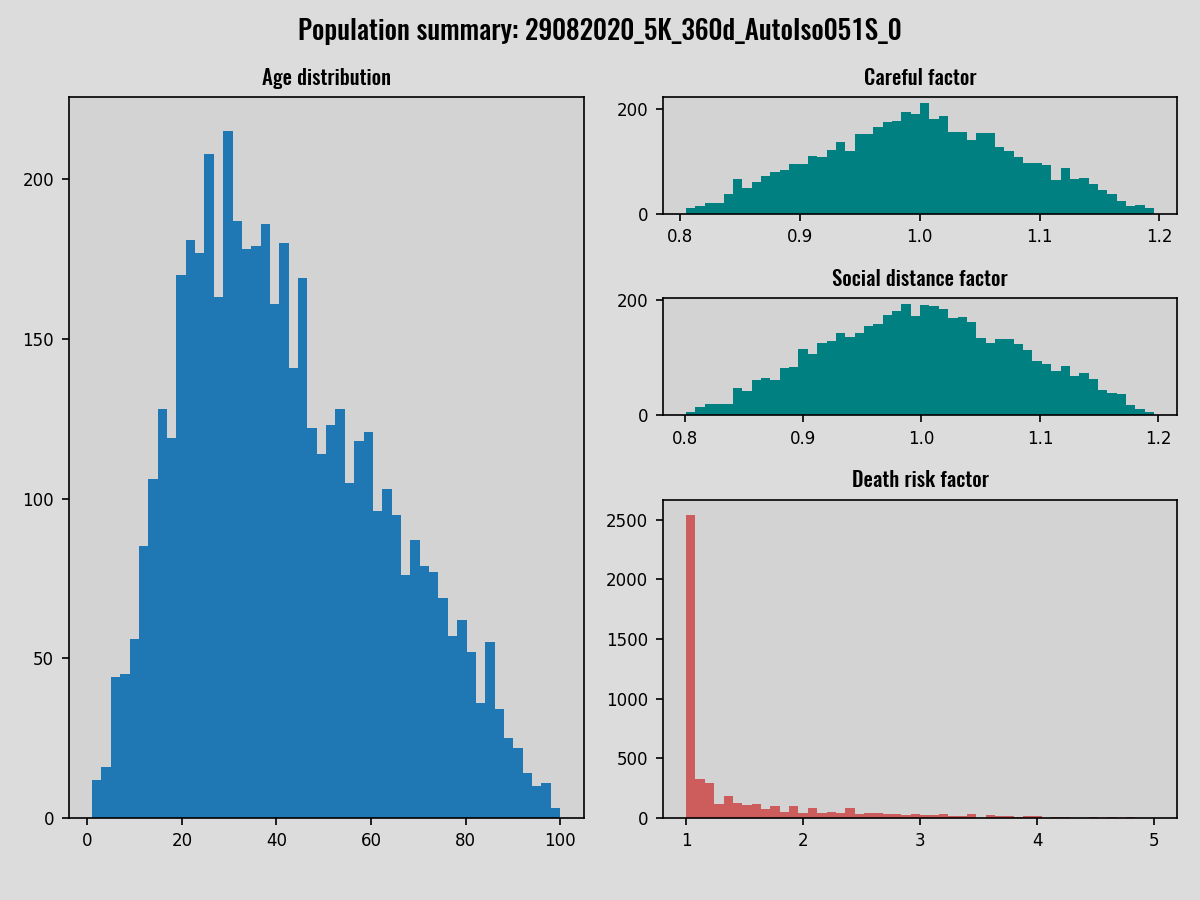 Population summary: 29082020_5K_360d_AutoIso051S_0
Age distribution
200
150
100
50
0
0 20 40 60 80 100
Careful factor
200
0
0.8 0.9 1.0 1.1 1.2
Social distance factor
200
0
0.8 0.9 1.0 1.1 1.2
Death risk factor
2500
2000
1500
1000
500
0
1 2 3 4 5